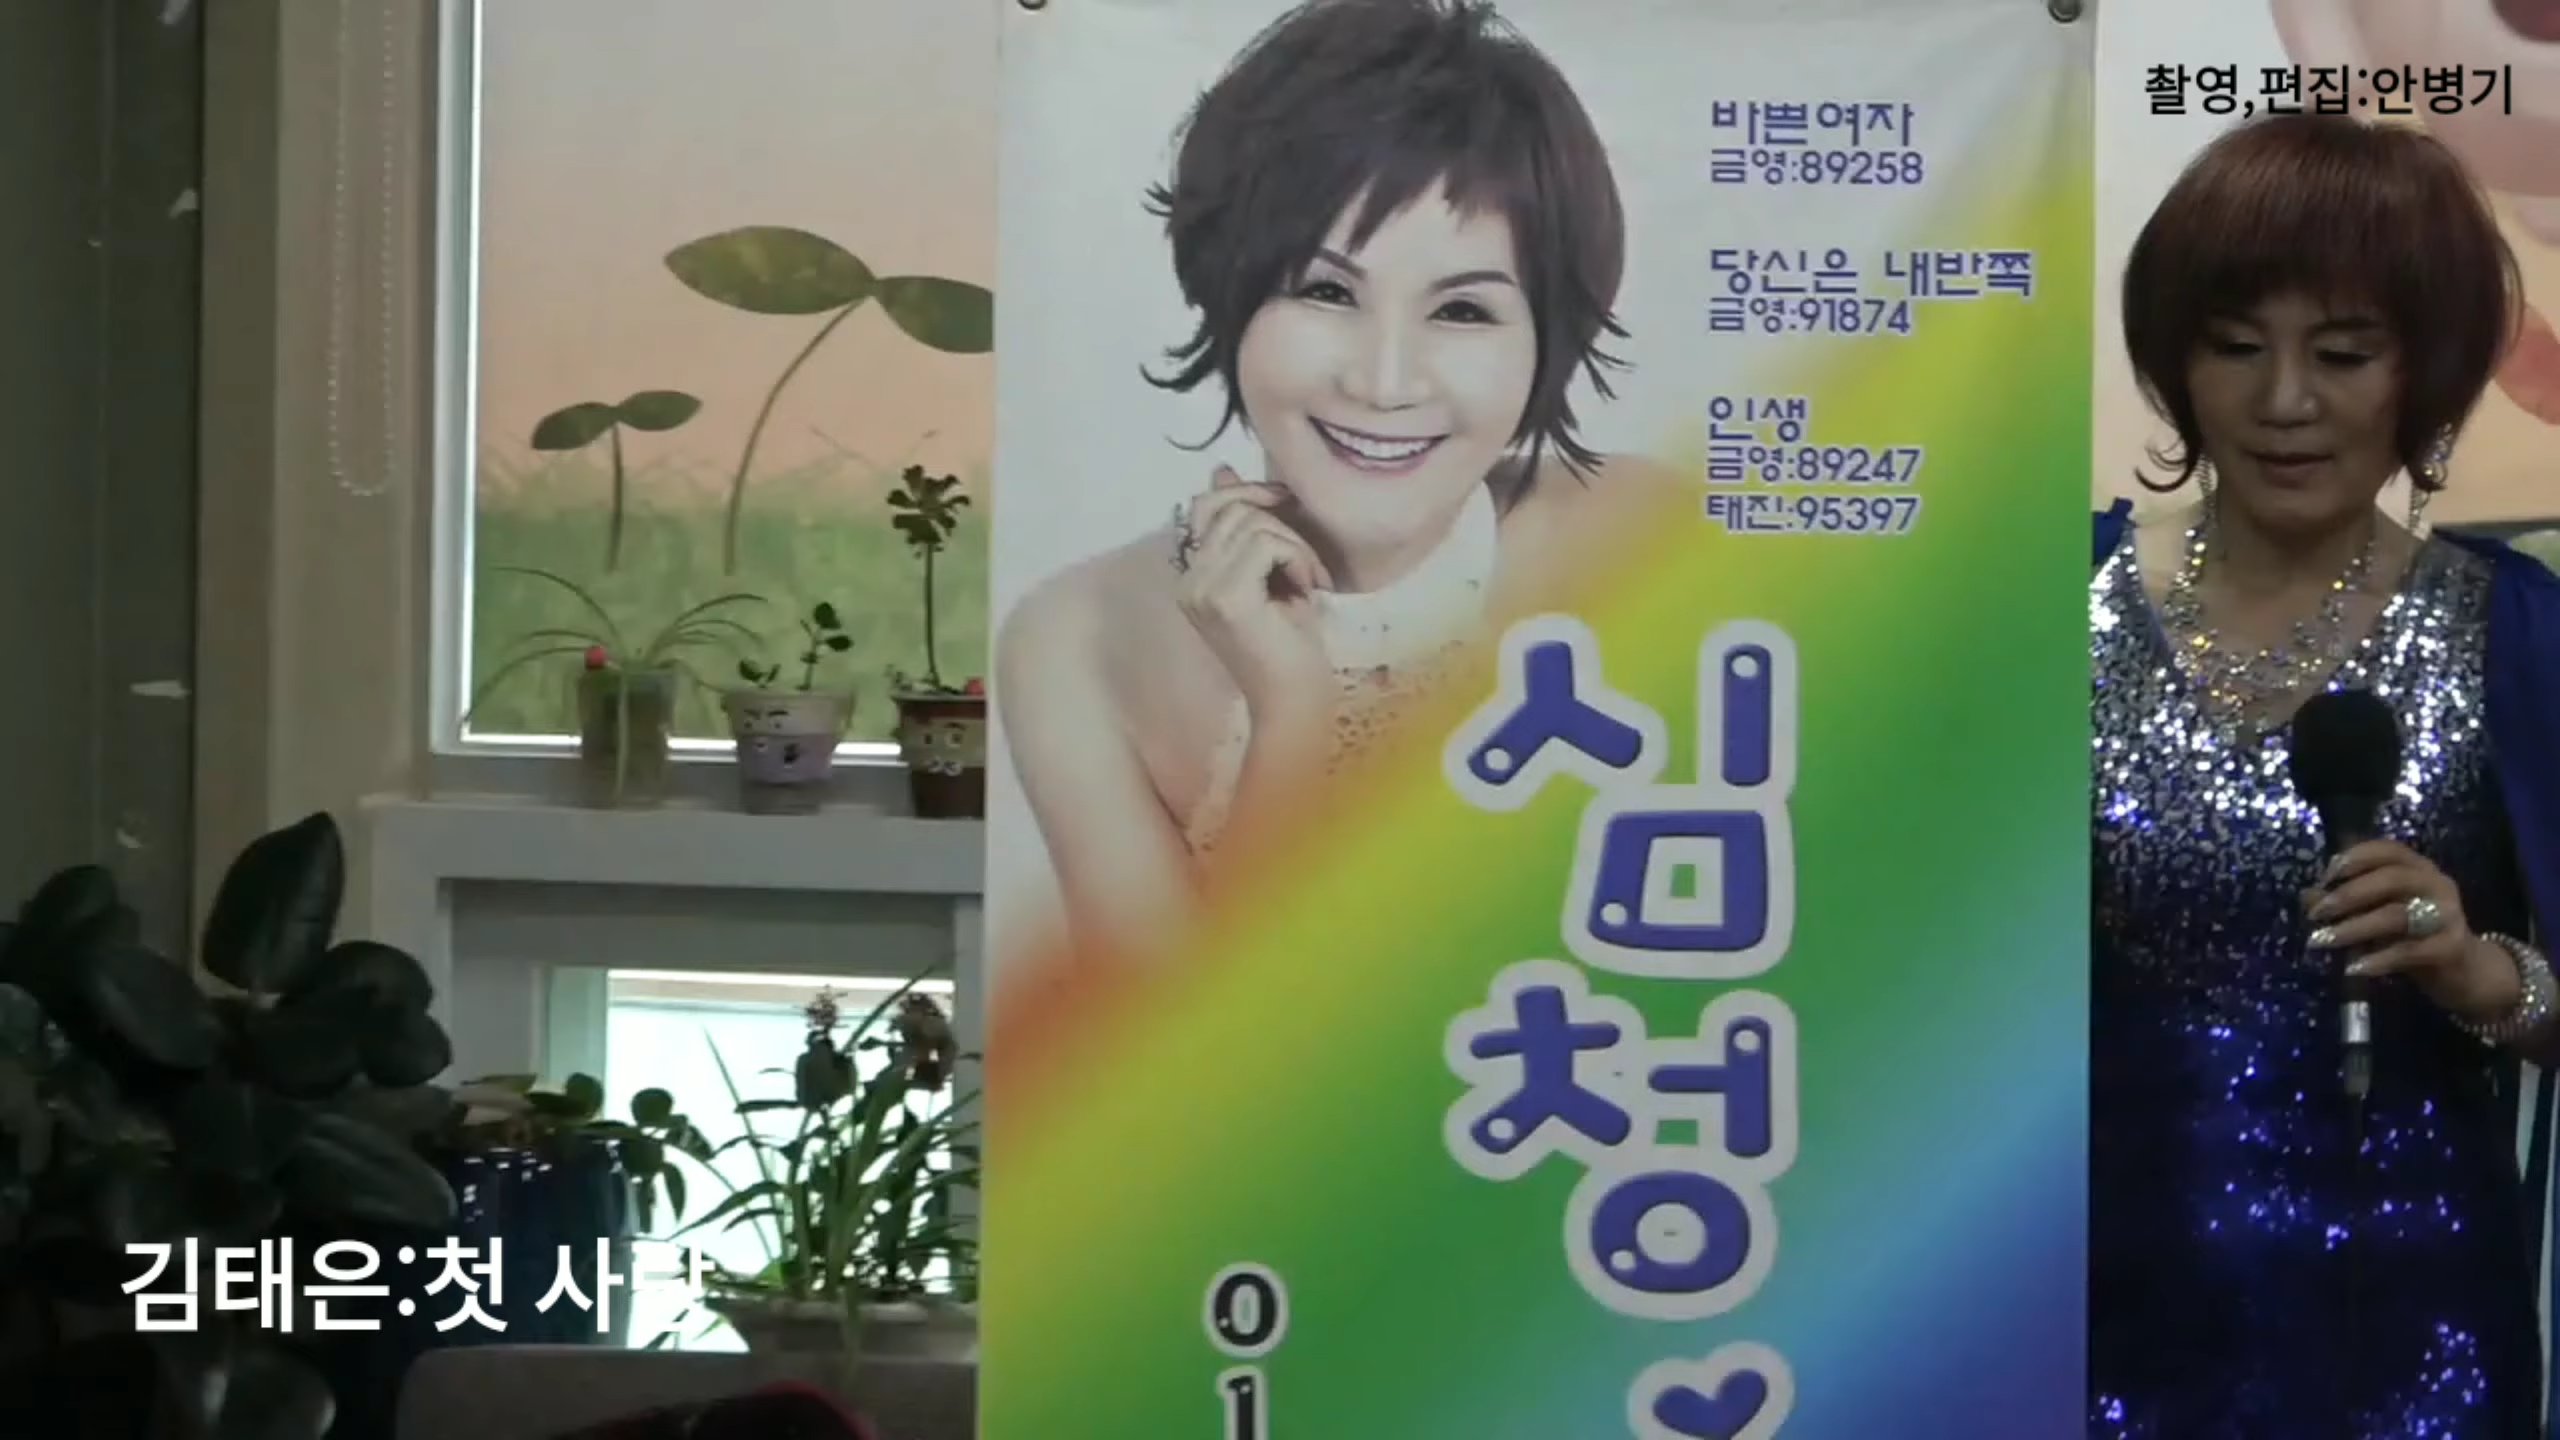 촬영,편집:안병기
바쁜여자
금영:89258
당신은 내반쪽
금영:91874
인생
금영:89247
태진:95397
심청
01
김태은:첫 사랑